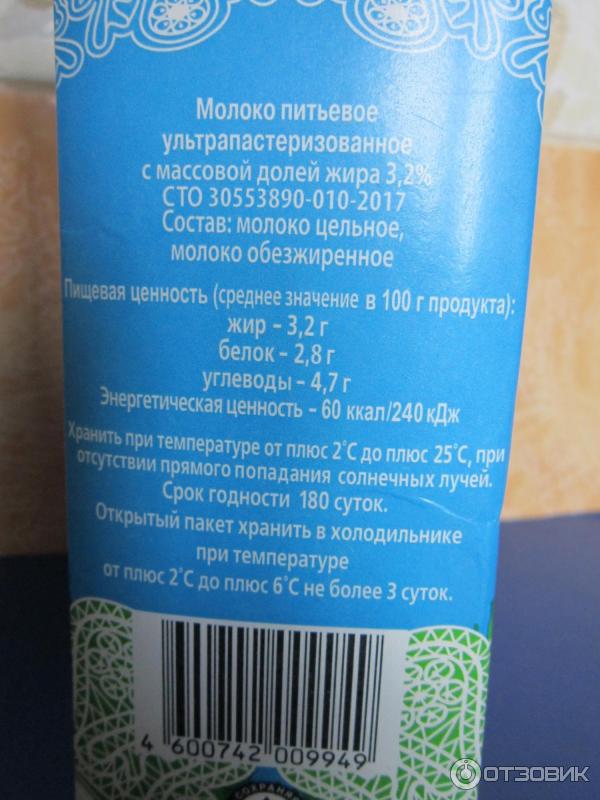 Молоко питьевое
ультрапастеризованное
с массовой долей жира 3,2%
СТО 30553890-010-2017
Состав: молоко цельное,
молоко обезжиренное
Пищевая ценность (среднее значение в 100 г продукта):
жир – 3,2 г
белок – 2,8 г
углеводы – 4,7 г
Энергетическая ценность – 60 ккал/240 кДж
Хранить при температуре от плюс 2°С до плюс 25°С, при
отсутствии прямого попадания солнечных лучей.
Срок годности 180 суток.
Открытый пакет хранить в холодильнике
при температуре
от плюс 2°С до плюс 6°С не более 3 суток.
4 600742 009949
ОТЗОВИК